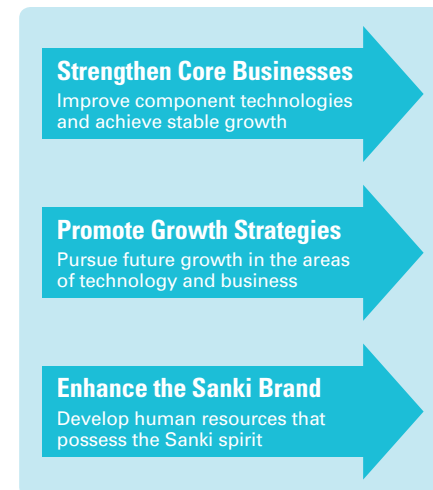 Strengthen Core Businesses
Improve component technologies
and achieve stable growth
Promote Growth Strategies
Pursue future growth in the areas
of technology and business
Enhance the Sanki Brand
Develop human resources that
possess the Sanki spirit